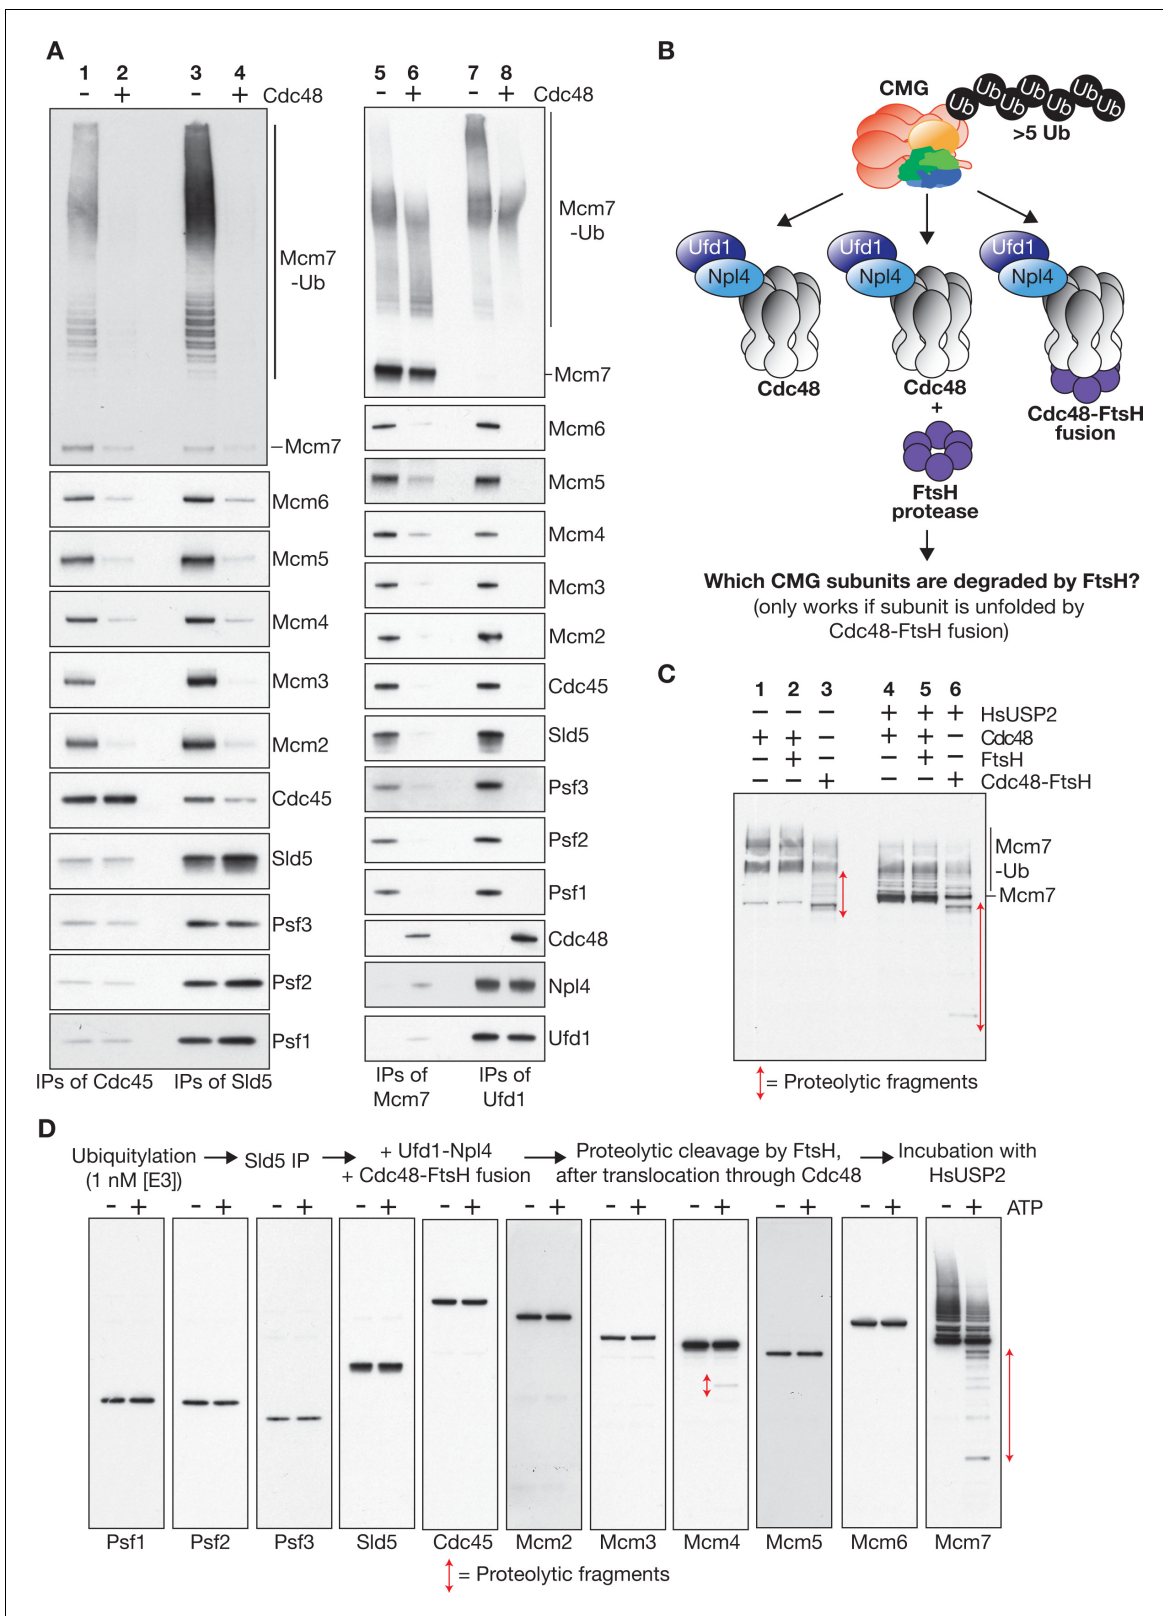 A
1 2 3 4
- + - + Cdc48
Mcm7
-Ub
Mcm7
Mcm6
Mcm5
Mcm4
Mcm3
Mcm2
Cdc45
Sld5
Psf3
Psf2
Psf1
IPs of Cdc45 IPs of Sld5
5 6 7 8
- + - + Cdc48
Mcm7
-Ub
Mcm7
Mcm6
Mcm5
Mcm4
Mcm3
Mcm2
Cdc45
Sld5
Psf3
Psf2
Psf1
Cdc48
Npl4
Ufd1
IPs of
Mcm7
IPs of
Ufd1
B
CMG
Ub Ub Ub Ub Ub Ub Ub
>5 Ub
Ufd1 Ufd1 Ufd1
Npl4 Npl4 Npl4
Cdc48
Cdc48
+
FtsH
protease
Cdc48-FtsH
fusion
Which CMG subunits are degraded by FtsH?
(only works if subunit is unfolded by
Cdc48-FtsH fusion)
C
1 2 3 4 5 6
– – – + + + HsUSP2
+ + – + + – Cdc48
– + – – + – FtsH
– – + – – + Cdc48-FtsH
Mcm7
-Ub
Mcm7
= Proteolytic fragments
D
Ubiquitylation
(1 nM [E3])
Sld5 IP
+ Ufd1-Npl4
+ Cdc48-FtsH fusion
Proteolytic cleavage by FtsH,
after translocation through Cdc48
Incubation with
HsUSP2
- + - + - + - + - + - + - + - + - + - + - + ATP
Psf1 Psf2 Psf3 Sld5 Cdc45 Mcm2 Mcm3 Mcm4 Mcm5 Mcm6 Mcm7
= Proteolytic fragments